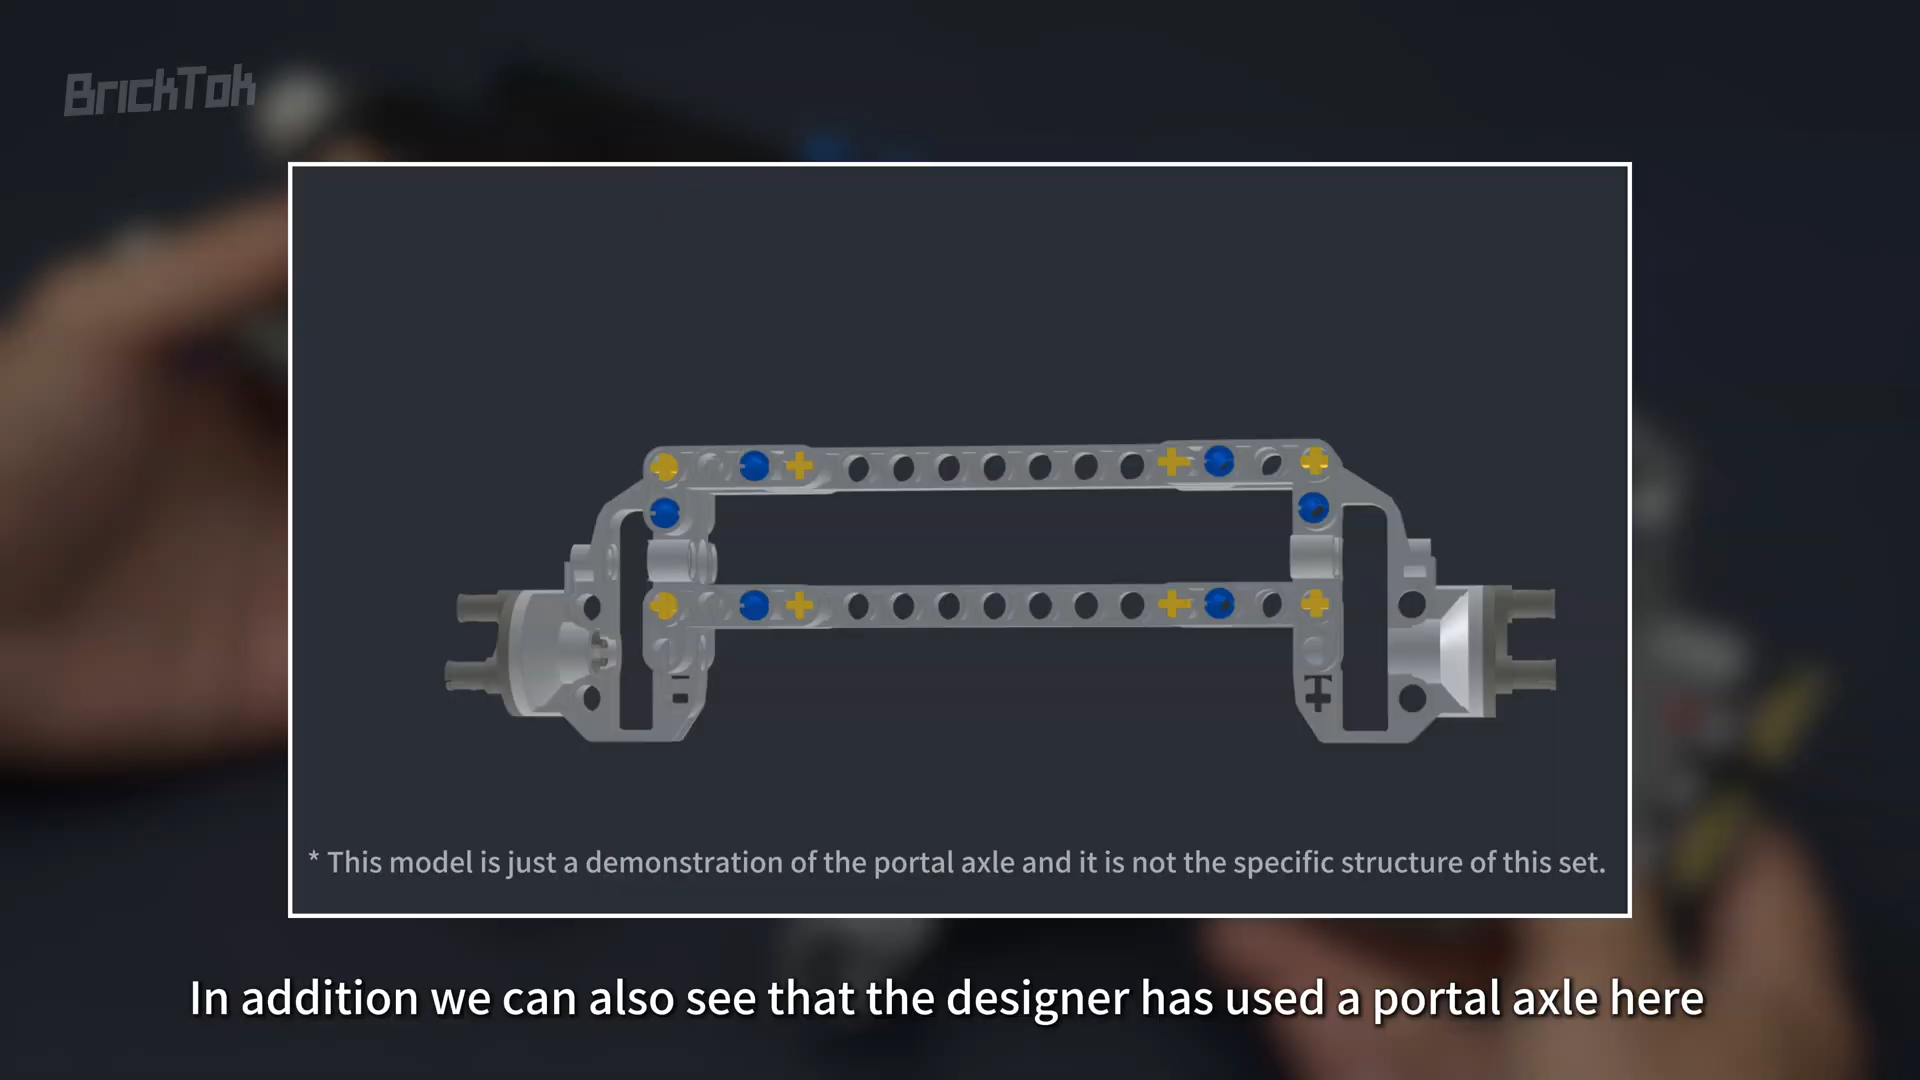 BrickTok
* This model is just a demonstration of the portal axle and it is not the specific structure of this set.
In addition we can also see that the designer has used a portal axle here